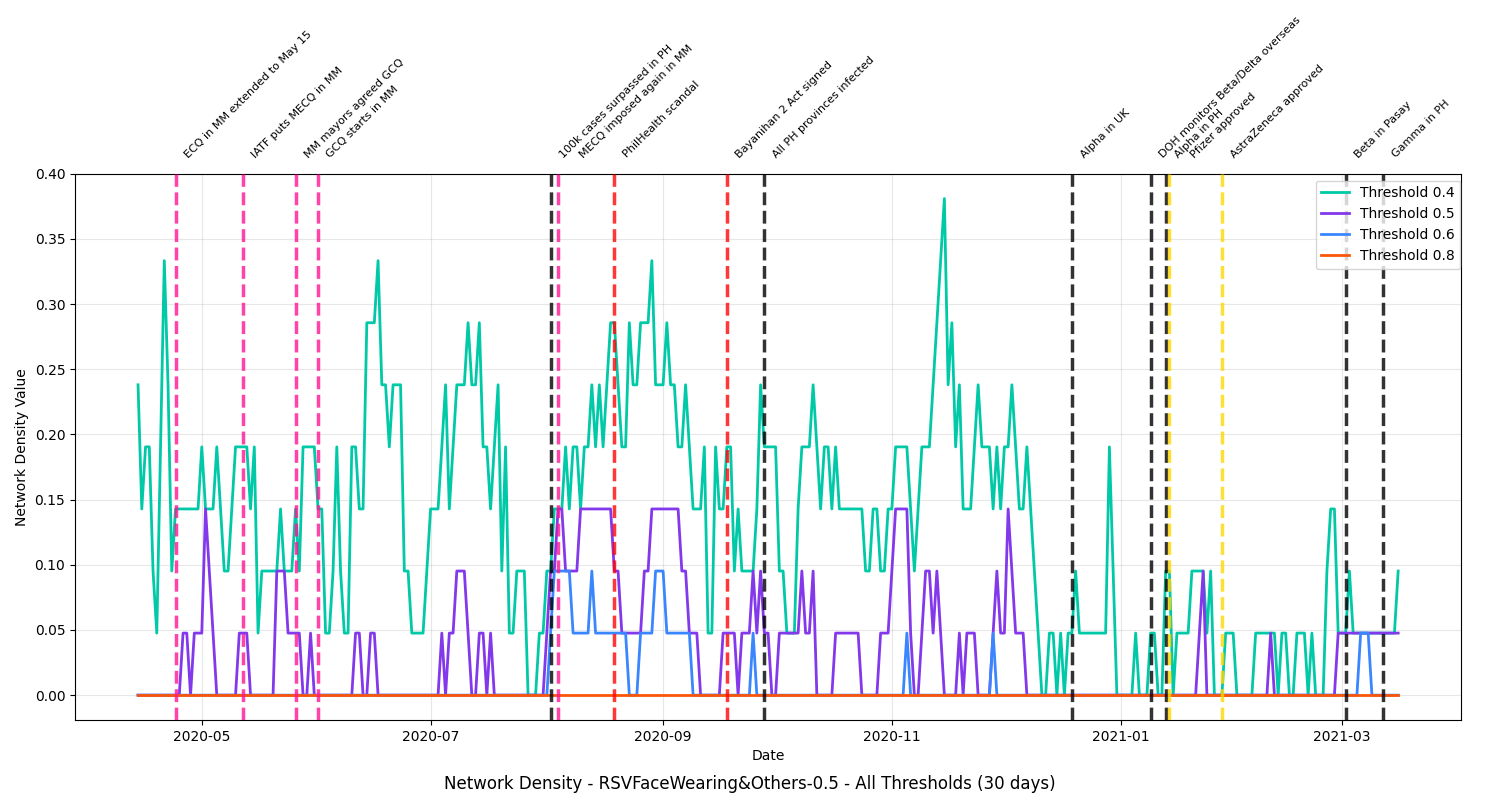 ECQ in MM extended to May 15
IATF puts MECQ in MM
MM mayors agreed GCQ
GCQ starts in MM
100k cases surpassed in PH
MECQ imposed again in MM
PhilHealth scandal
Bayanihan 2 Act signed
All PH provinces infected
Alpha in UK
DOH monitors Beta/Delta overseas
Alpha in PH
Pfizer approved
AstraZeneca approved
Beta in Pasay
Gamma in PH
Threshold 0.4
Threshold 0.5
Threshold 0.6
Threshold 0.8
Network Density Value
0.40
0.35
0.30
0.25
0.20
0.15
0.10
0.05
0.00
2020-05
2020-07
2020-09
2020-11
2021-01
2021-03
Date
Network Density - RSVFaceWearing&Others-0.5 - All Thresholds (30 days)